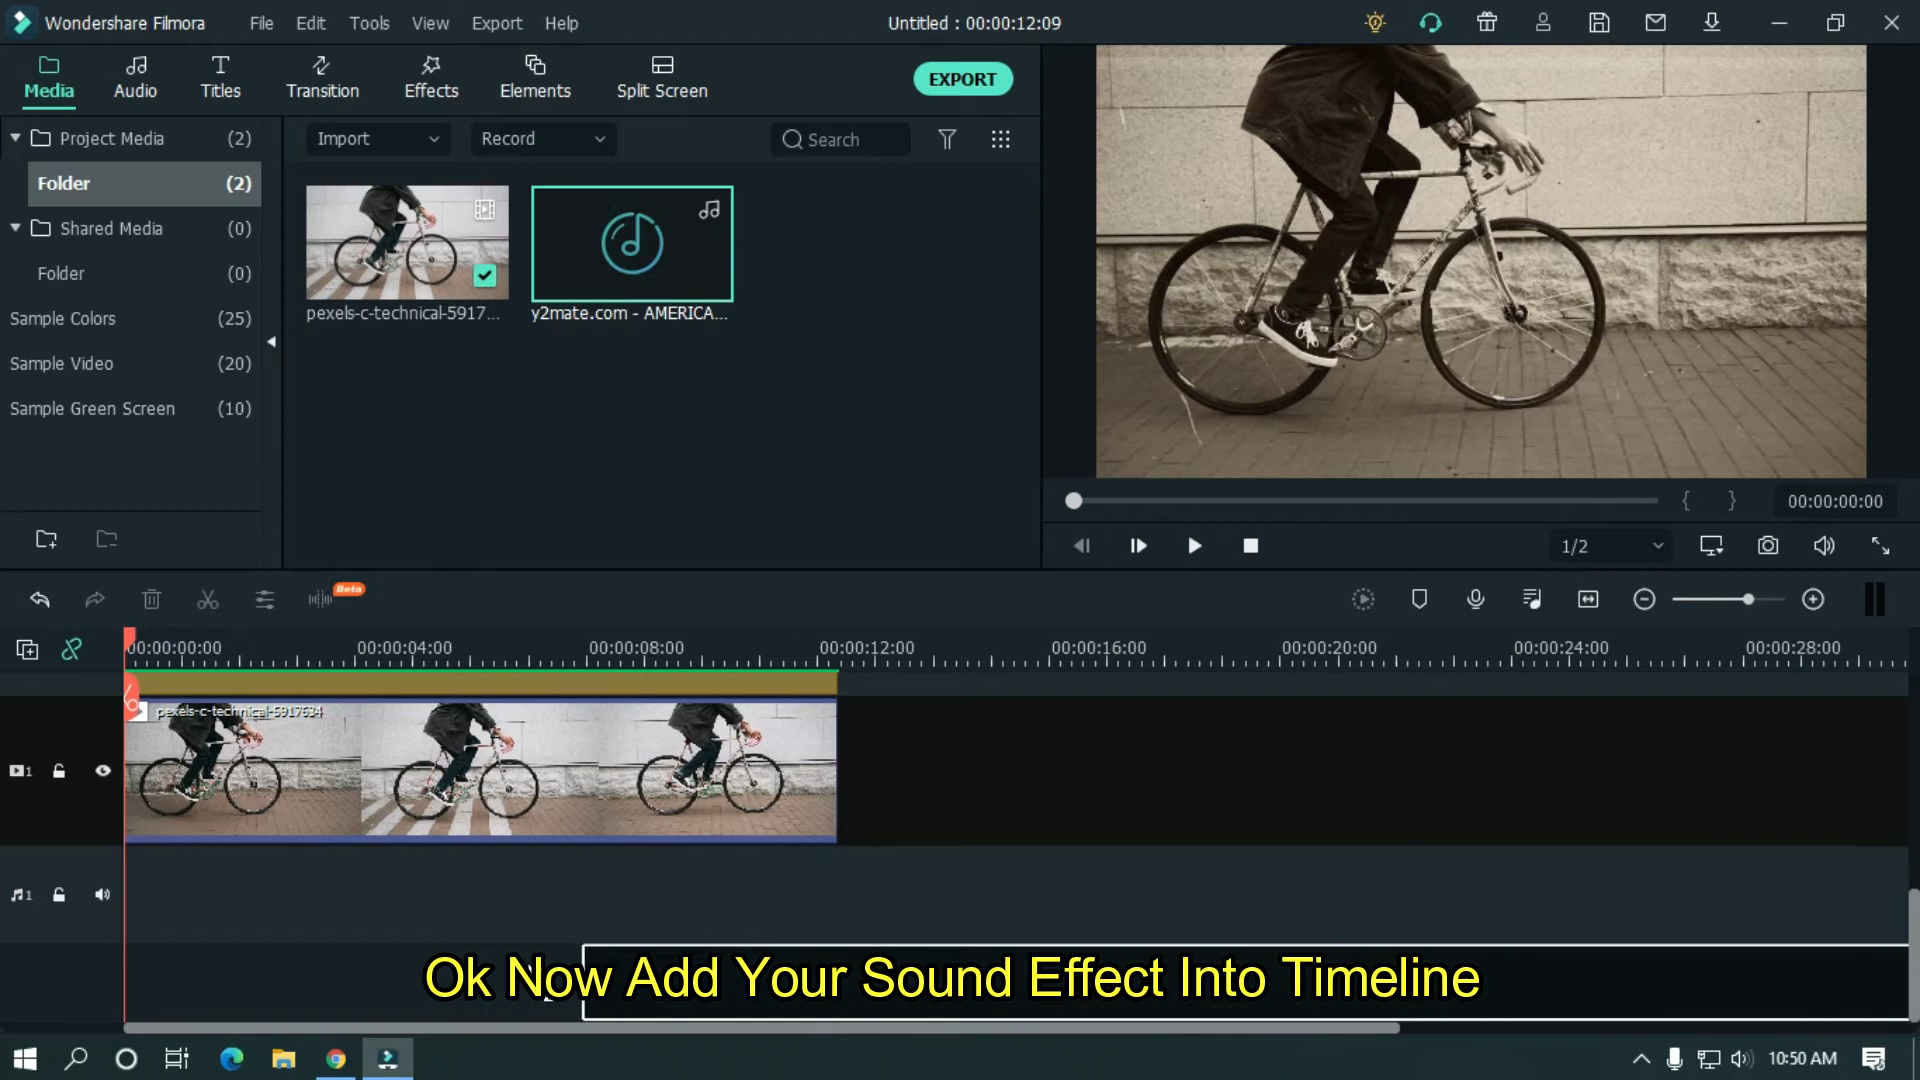 Wondershare Filmora File Edit Tools View Export Help Untitled : 00:00:12:09
Media Audio Titles Transition Effects Elements Split Screen EXPORT
Project Media (2) Import Record Search
Folder (2)
Shared Media (0)
Folder (0)
pexels-c-technical-5917... y2mate.com - AMERICA...
Sample Colors (25)
Sample Video (20)
Sample Green Screen (10)
00:00:00:00
1/2
Beta
00:00:00:00 00:00:04:00 00:00:08:00 00:00:12:00 00:00:16:00 00:00:20:00 00:00:24:00 00:00:28:00
pexels-c-technical-5917634
1
1
Ok Now Add Your Sound Effect Into Timeline
10:50 AM